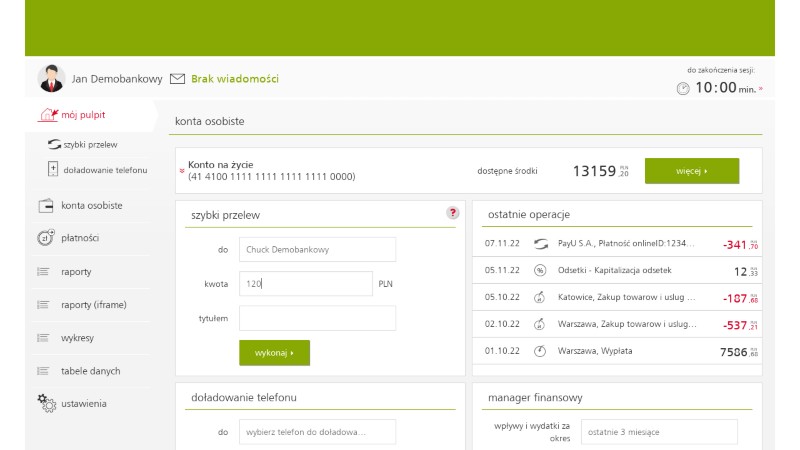 do zakończenia sesji:
Jan Demobankowy Brak wiadomości
10:00 min. »
mój pulpit
szybki przelew
doładowanie telefonu
konta osobiste
płatności
raporty
raporty (iframe)
wykresy
tabele danych
ustawienia
konta osobiste
Konto na życie
(41 4100 1111 1111 1111 1111 0000)
dostępne środki
13159 PLN ,20
więcej
szybki przelew ?
do Chuck Demobankowy
kwota 120 PLN
tytułem
wykonaj
ostatnie operacje
07.11.22 PayU S.A., Płatność onlineID:1234... -341 ,70
05.11.22 % Odsetki - Kapitalizacja odsetek 12 ,33
05.10.22 Katowice, Zakup towarow i uslug ... -187 ,68
02.10.22 Warszawa, Zakup towarow i uslug... -537 ,21
01.10.22 Warszawa, Wypłata 7586 ,60
doładowanie telefonu
do wybierz telefon do doładowa...
manager finansowy
wpływy i wydatki za
okres
ostatnie 3 miesiące